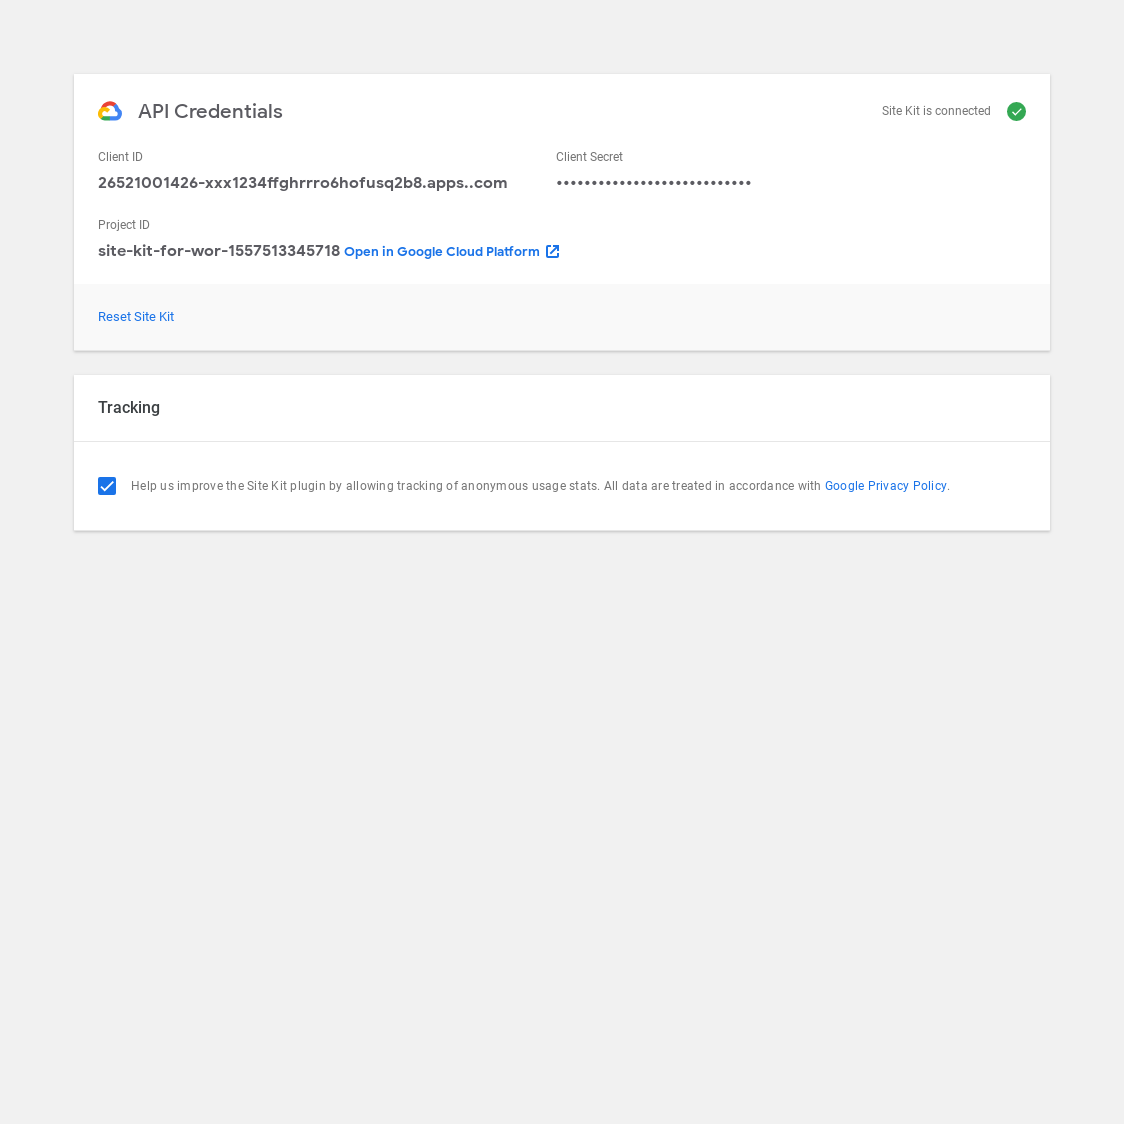 API Credentials
Site Kit is connected
Client ID
Client Secret
26521001426-xxx1234ffghrrro6hofusq2b8.apps..com
••••••••••••••••••••••••••••
Project ID
site-kit-for-wor-1557513345718 Open in Google Cloud Platform
Reset Site Kit
Tracking
Help us improve the Site Kit plugin by allowing tracking of anonymous usage stats. All data are treated in accordance with Google Privacy Policy.